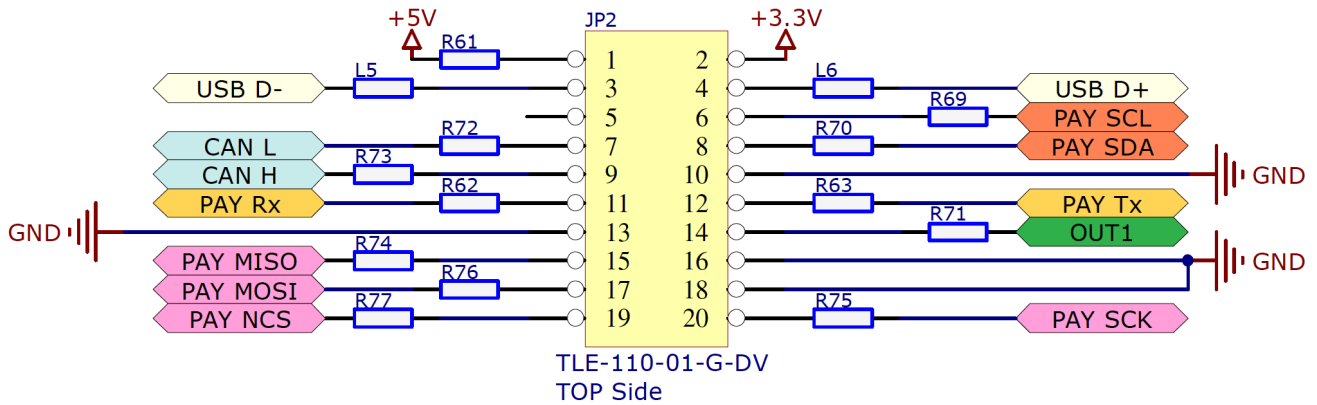 +5V JP2 +3.3V
R61 1 2
USB D- L5 3 4 L6 USB D+
5 6 R69 PAY SCL
CAN L R72 7 8 R70 PAY SDA
CAN H R73 9 10 GND
PAY Rx R62 11 12 R63 PAY Tx
GND 13 14 R71 OUT1
PAY MISO R74 15 16 GND
PAY MOSI R76 17 18
PAY NCS R77 19 20 R75 PAY SCK
TLE-110-01-G-DV
TOP Side